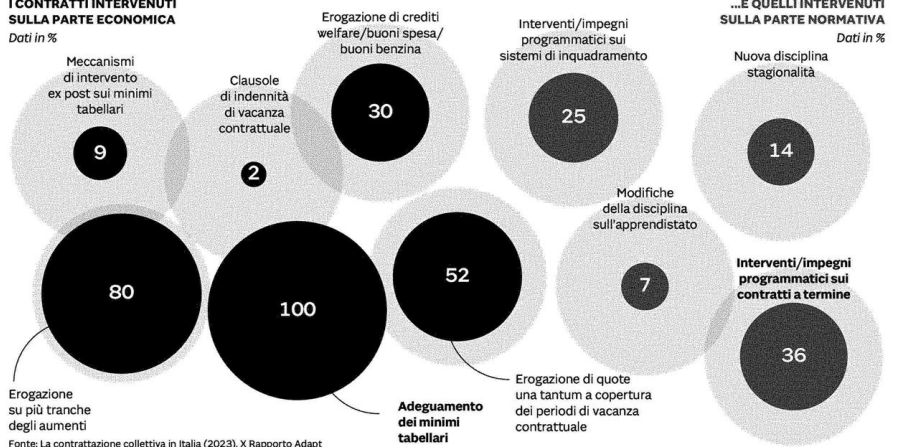 I CONTRATTI INTERVENUTI
SULLA PARTE ECONOMICA
Dati in %
Meccanismi
di intervento
ex post sui minimi
tabellari
9
Clausole
di indennità
di vacanza
contrattuale
2
Erogazione di crediti
welfare/buoni spesa/
buoni benzina
30
80
Erogazione
su più tranche
degli aumenti
100
Adeguamento
dei minimi
tabellari
52
Erogazione di quote
una tantum a copertura
dei periodi di vacanza
contrattuale
...E QUELLI INTERVENUTI
SULLA PARTE NORMATIVA
Dati in %
Interventi/impegni
programmatici sui
sistemi di inquadramento
25
Nuova disciplina
stagionalità
14
Modifiche
della disciplina
sull'apprendistato
7
Interventi/impegni
programmatici sui
contratti a termine
36
Fonte: La contrattazione collettiva in Italia (2023). X Rapporto Adapt